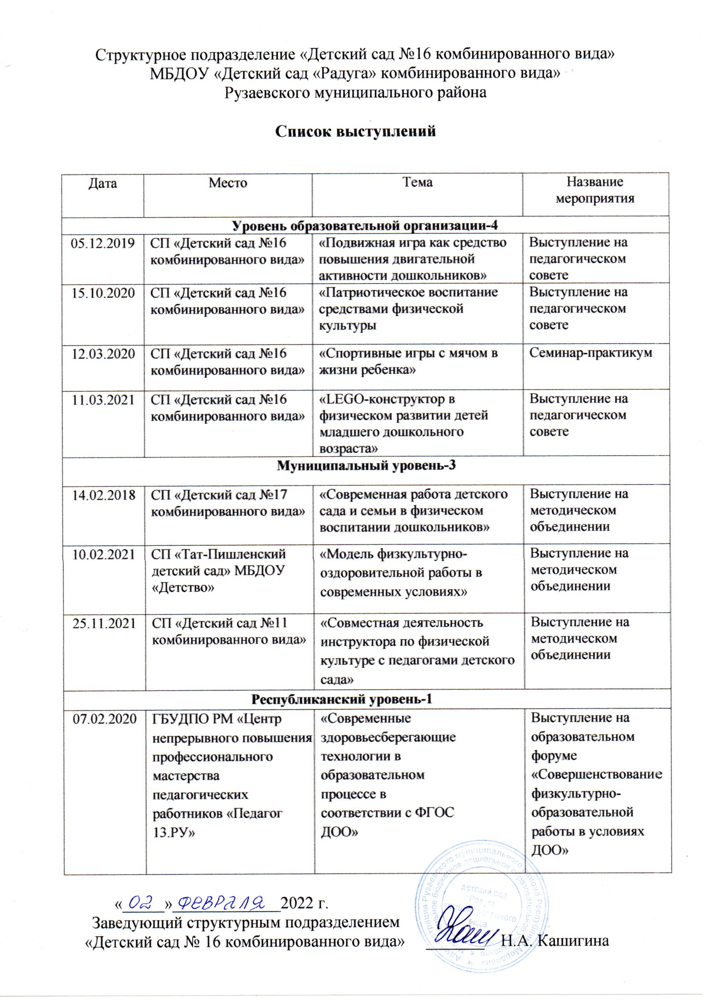 Структурное подразделение «Детский сад №16 комбинированного вида»
МБДОУ «Детский сад «Радуга» комбинированного вида»
Рузаевского муниципального района
Список выступлений
Дата
Место
Тема
Название
мероприятия
Уровень образовательной организации-4
05.12.2019
СП «Детский сад №16
комбинированного вида»
«Подвижная игра как средство
повышения двигательной
активности дошкольников»
Выступление на
педагогическом
совете
15.10.2020
СП «Детский сад №16
комбинированного вида»
«Патриотическое воспитание
средствами физической
культуры
Выступление на
педагогическом
совете
12.03.2020
СП «Детский сад №16
комбинированного вида»
«Спортивные игры с мячом в
жизни ребенка»
Семинар-практикум
11.03.2021
СП «Детский сад №16
комбинированного вида»
«LEGO-конструктор в
физическом развитии детей
младшего дошкольного
возраста»
Выступление на
педагогическом
совете
Муниципальный уровень-3
14.02.2018
СП «Детский сад №17
комбинированного вида»
«Современная работа детского
сада и семьи в физическом
воспитании дошкольников»
Выступление на
методическом
объединении
10.02.2021
СП «Тат-Пишленский
детский сад» МБДОУ
«Детство»
«Модель физкультурно-
оздоровительной работы в
современных условиях»
Выступление на
методическом
объединении
25.11.2021
СП «Детский сад №11
комбинированного вида»
«Совместная деятельность
инструктора по физической
культуре с педагогами детского
сада»
Выступление на
методическом
объединении
Республиканский уровень-1
07.02.2020
ГБУДПО РМ «Центр
непрерывного повышения
профессионального
мастерства
педагогических
работников «Педагог
13.РУ»
«Современные
здоровьесберегающие
технологии в
образовательном
процессе в
соответствии с ФГОС
ДОО»
Выступление на
образовательном
форуме
«Совершенствование
физкультурно-
образовательной
работы в условиях
ДОО»
«02» февраля 2022 г.
Заведующий структурным подразделением
«Детский сад № 16 комбинированного вида» Н.А. Кашигина
Рузаевского муниципального района Республики Мордовия
бюджетное дошкольное образовательное учреждение
детский сад
Радуга
комбинированного
вида